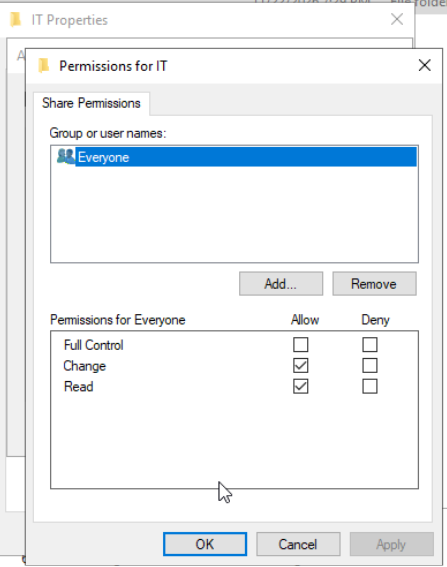 IT Properties
Permissions for IT
Share Permissions
Group or user names:
Everyone
Add... Remove
Permissions for Everyone Allow Deny
Full Control
Change
Read
OK Cancel Apply